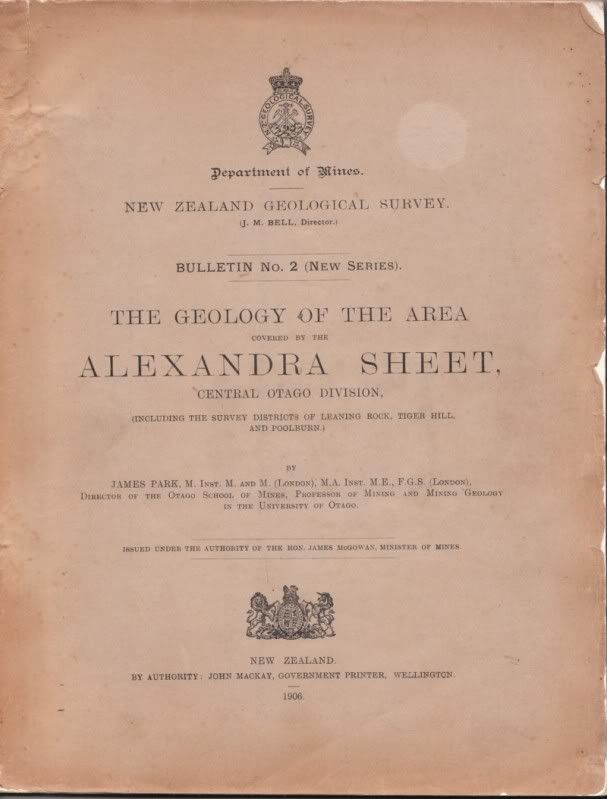 N.Z. GEOLOGICAL SURVEY
Department of Mines.
NEW ZEALAND GEOLOGICAL SURVEY.
(J. M. BELL, Director.)
BULLETIN No. 2 (NEW SERIES).
THE GEOLOGY OF THE AREA
COVERED BY THE
ALEXANDRA SHEET,
CENTRAL OTAGO DIVISION,
(INCLUDING THE SURVEY DISTRICTS OF LEANING ROCK, TIGER HILL,
AND POOLBURN.)
BY
JAMES PARK, M. INST. M. AND M. (LONDON), M.A. INST. M.E., F.G.S. (LONDON),
DIRECTOR OF THE OTAGO SCHOOL OF MINES, PROFESSOR OF MINING AND MINING GEOLOGY
IN THE UNIVERSITY OF OTAGO.
ISSUED UNDER THE AUTHORITY OF THE HON. JAMES McGOWAN, MINISTER OF MINES.
NEW ZEALAND.
BY AUTHORITY: JOHN MACKAY, GOVERNMENT PRINTER, WELLINGTON.
1906.